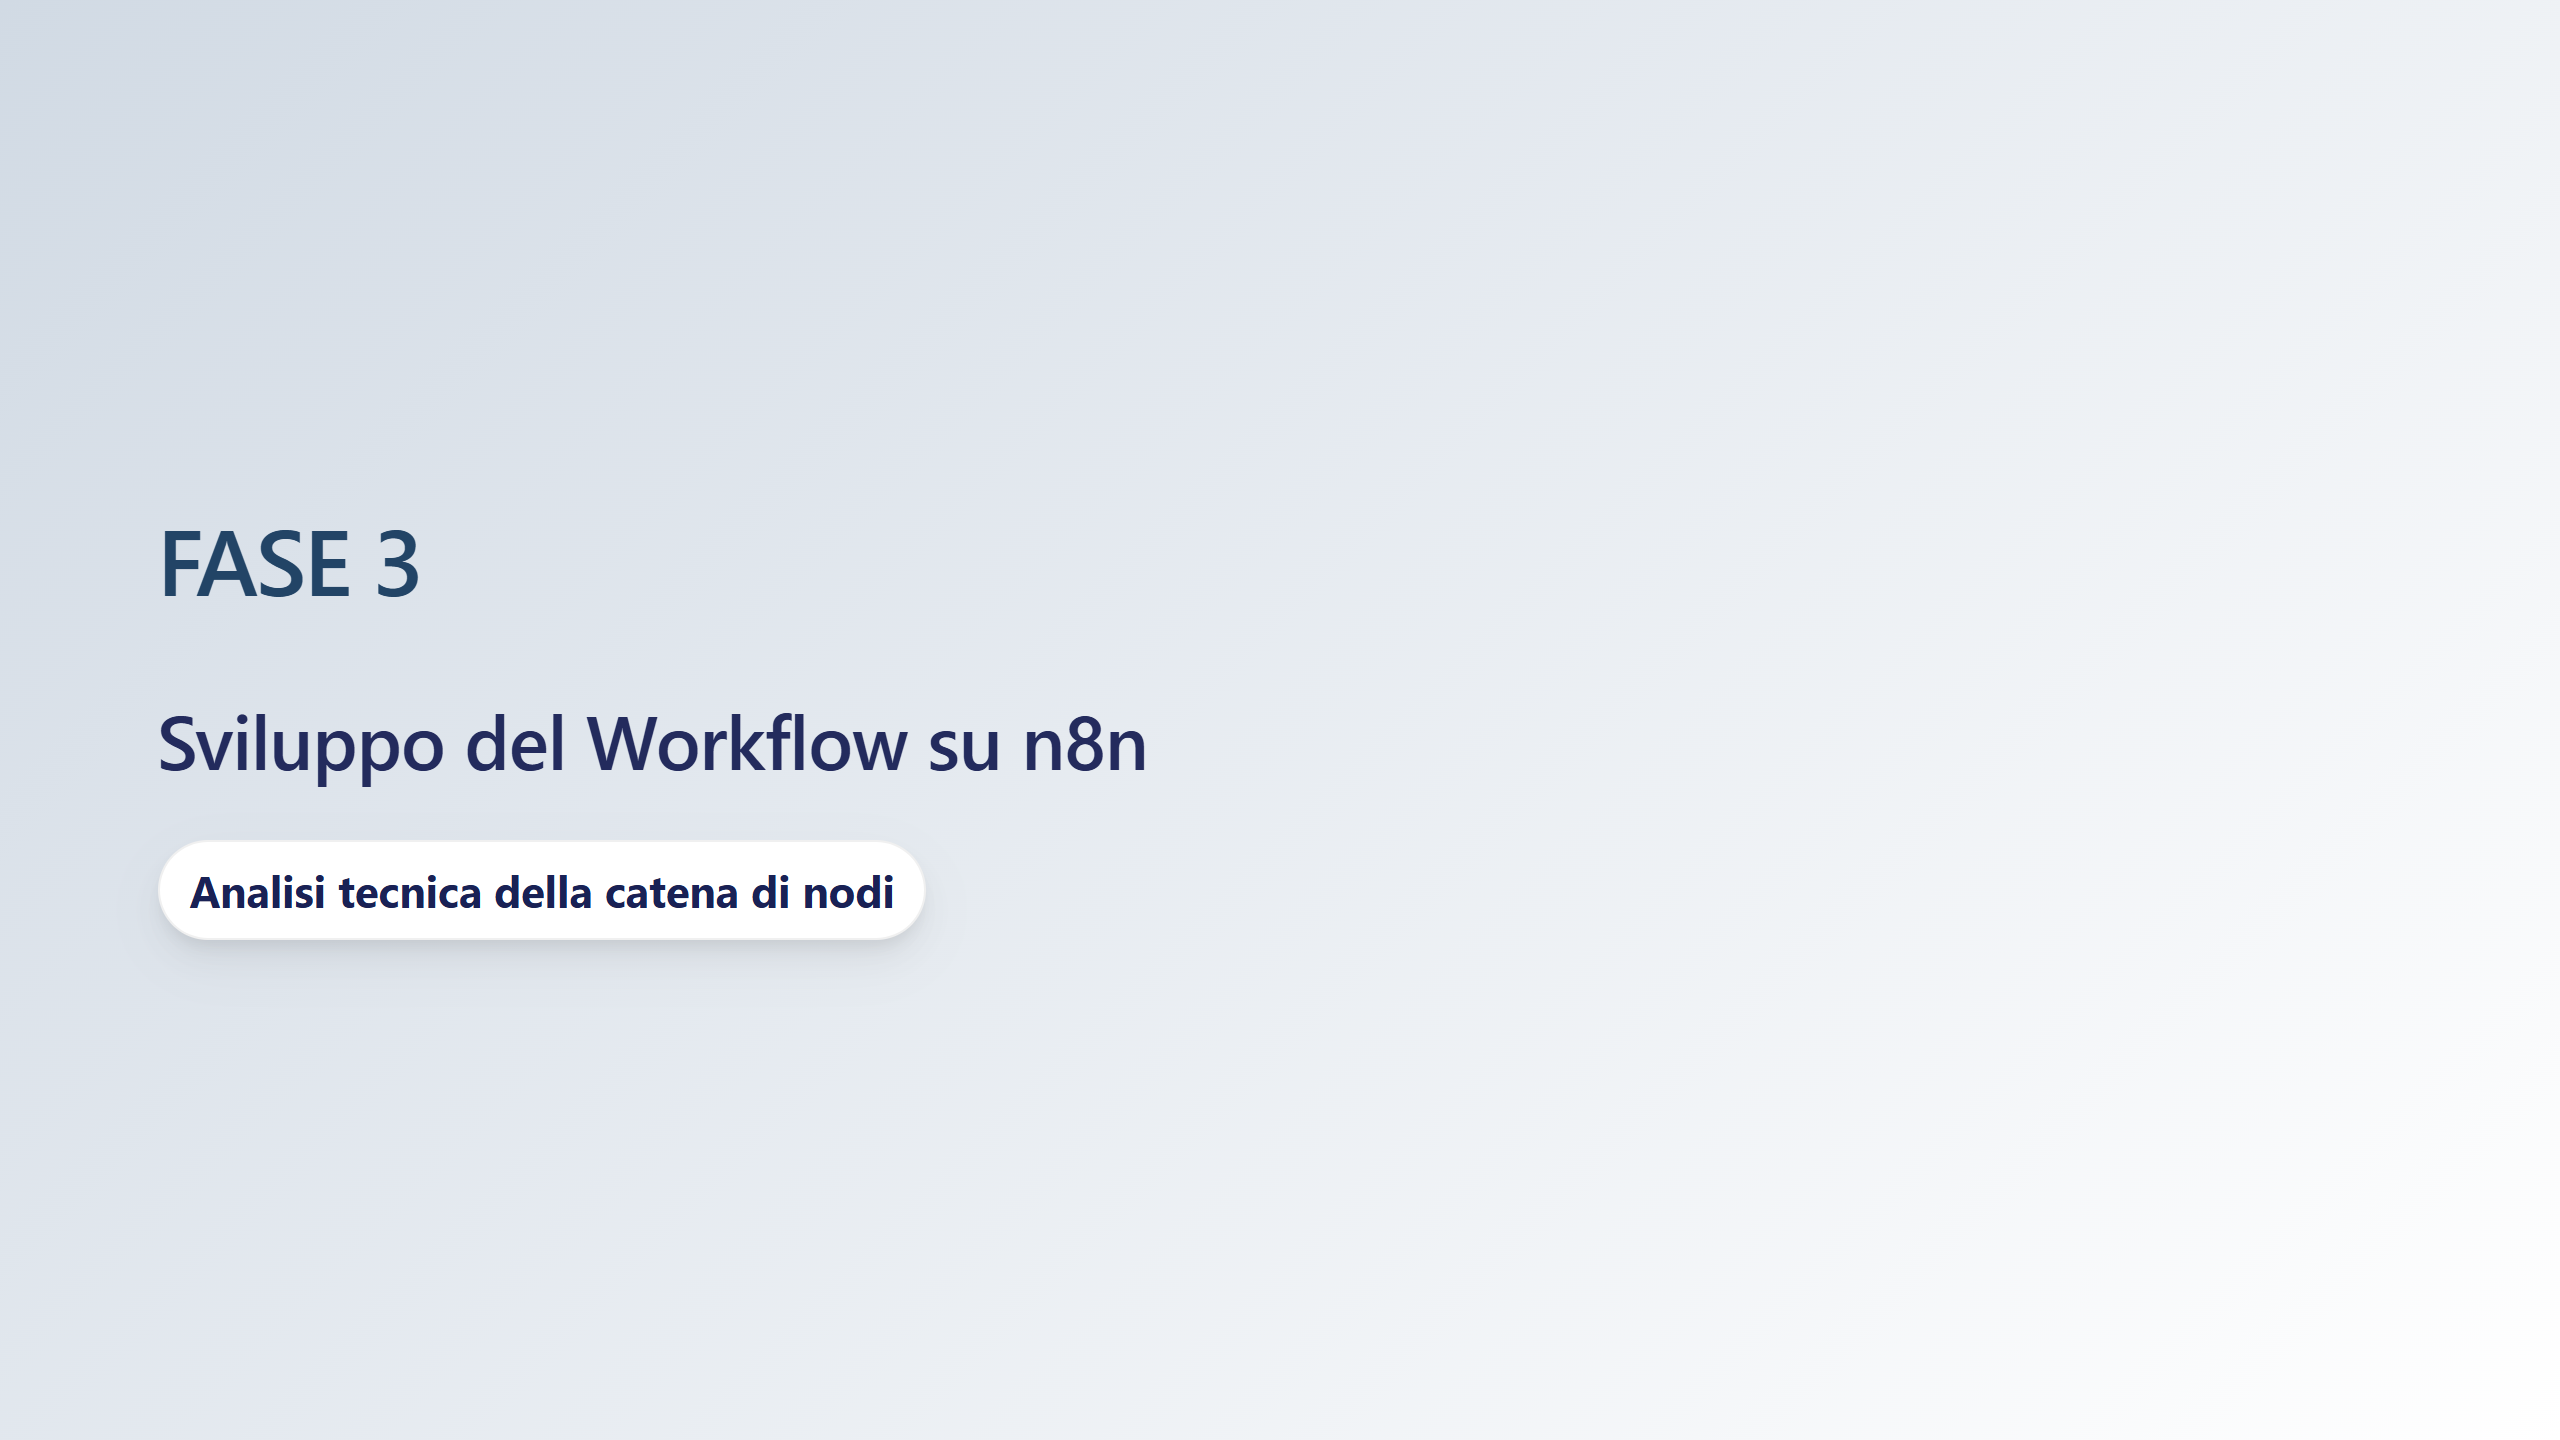 FASE 3
Sviluppo del Workflow su n8n
Analisi tecnica della catena di nodi